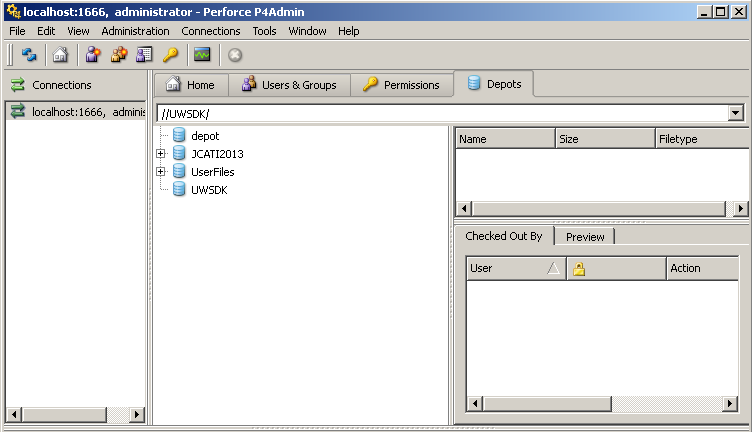 localhost:1666, administrator - Perforce P4Admin
File Edit View Administration Connections Tools Window Help
Connections
localhost:1666, adminis
Home Users & Groups Permissions Depots
//UWSDK/
depot
JCATI2013
UserFiles
UWSDK
Name Size Filetype
Checked Out By Preview
User Action